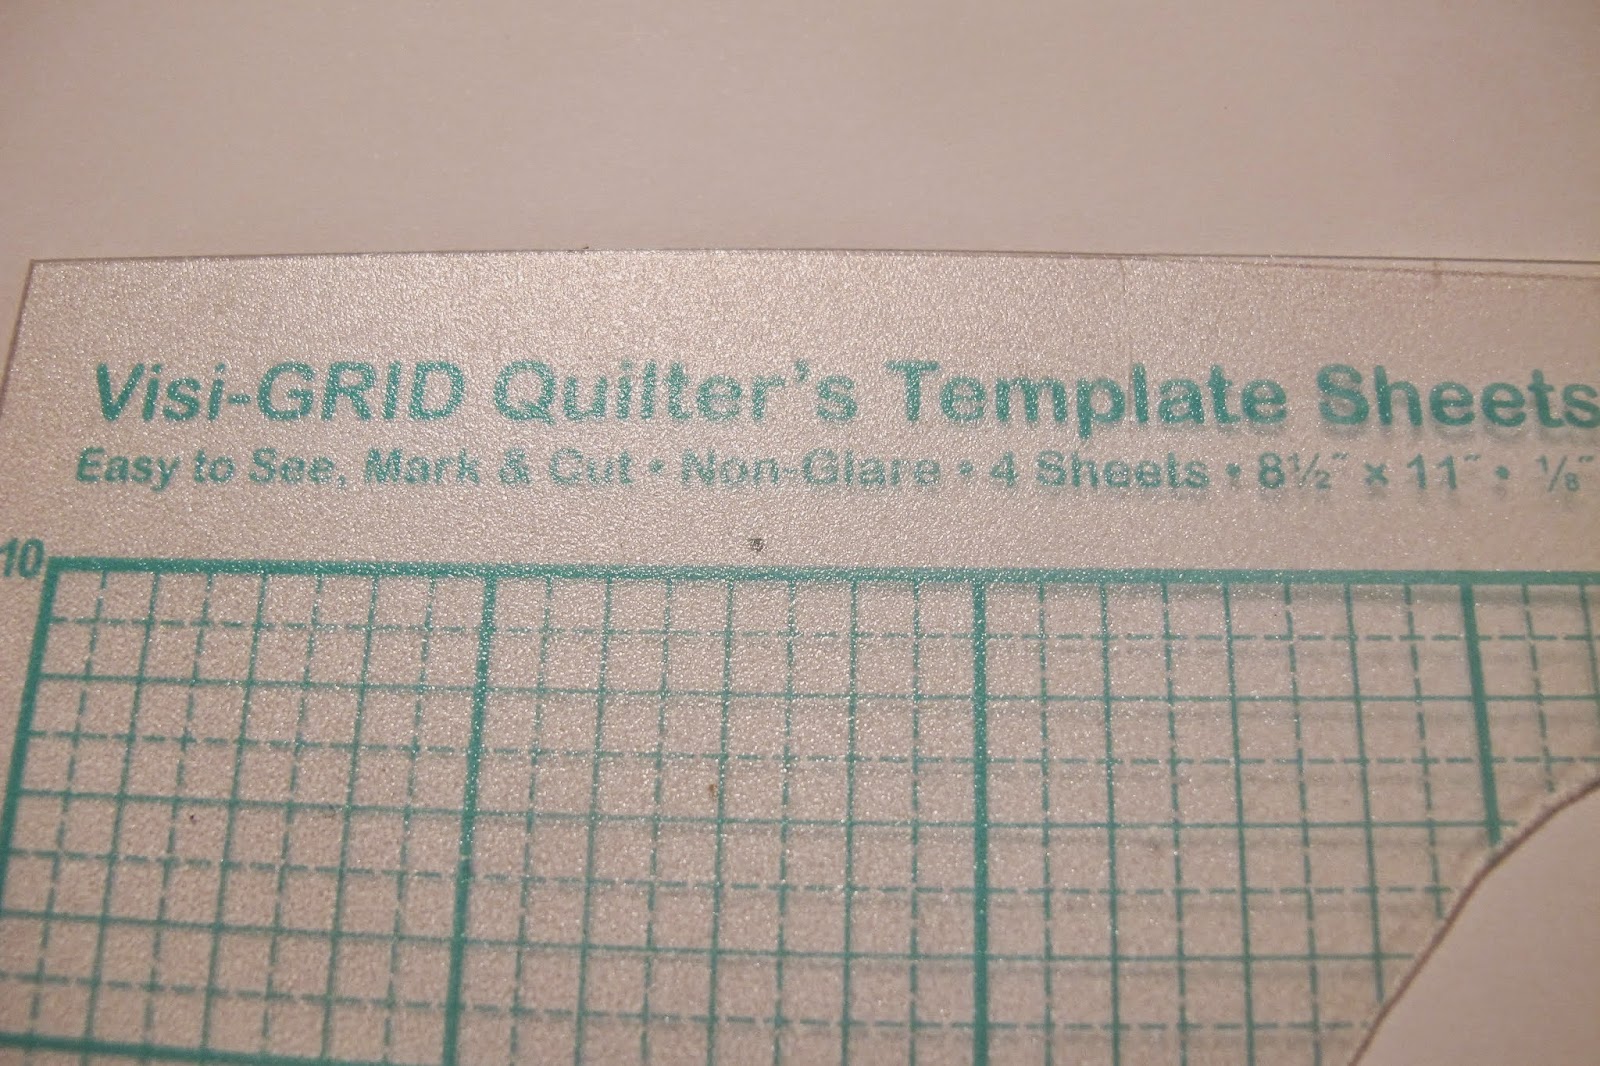 Visi-GRID Quilter's Template Sheets
Easy to See, Mark & Cut • Non-Glare • 4 Sheets • 8½″ × 11″ • ⅛″
10